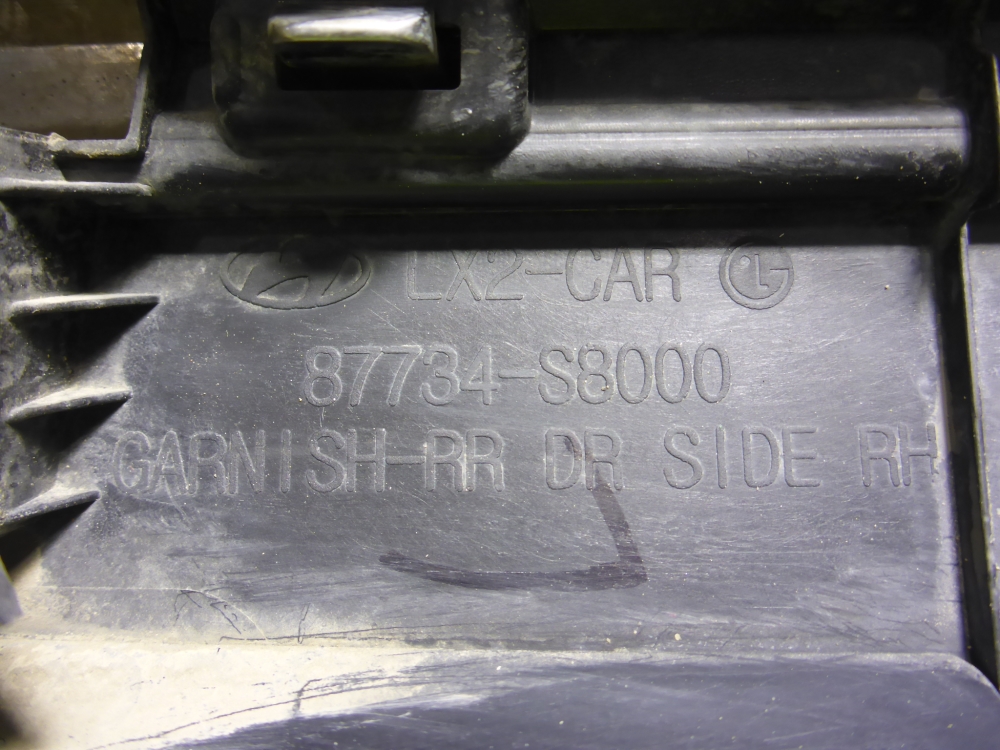 LX2-CAR
87734-S8000
GARNISH-RR DR SIDE RH